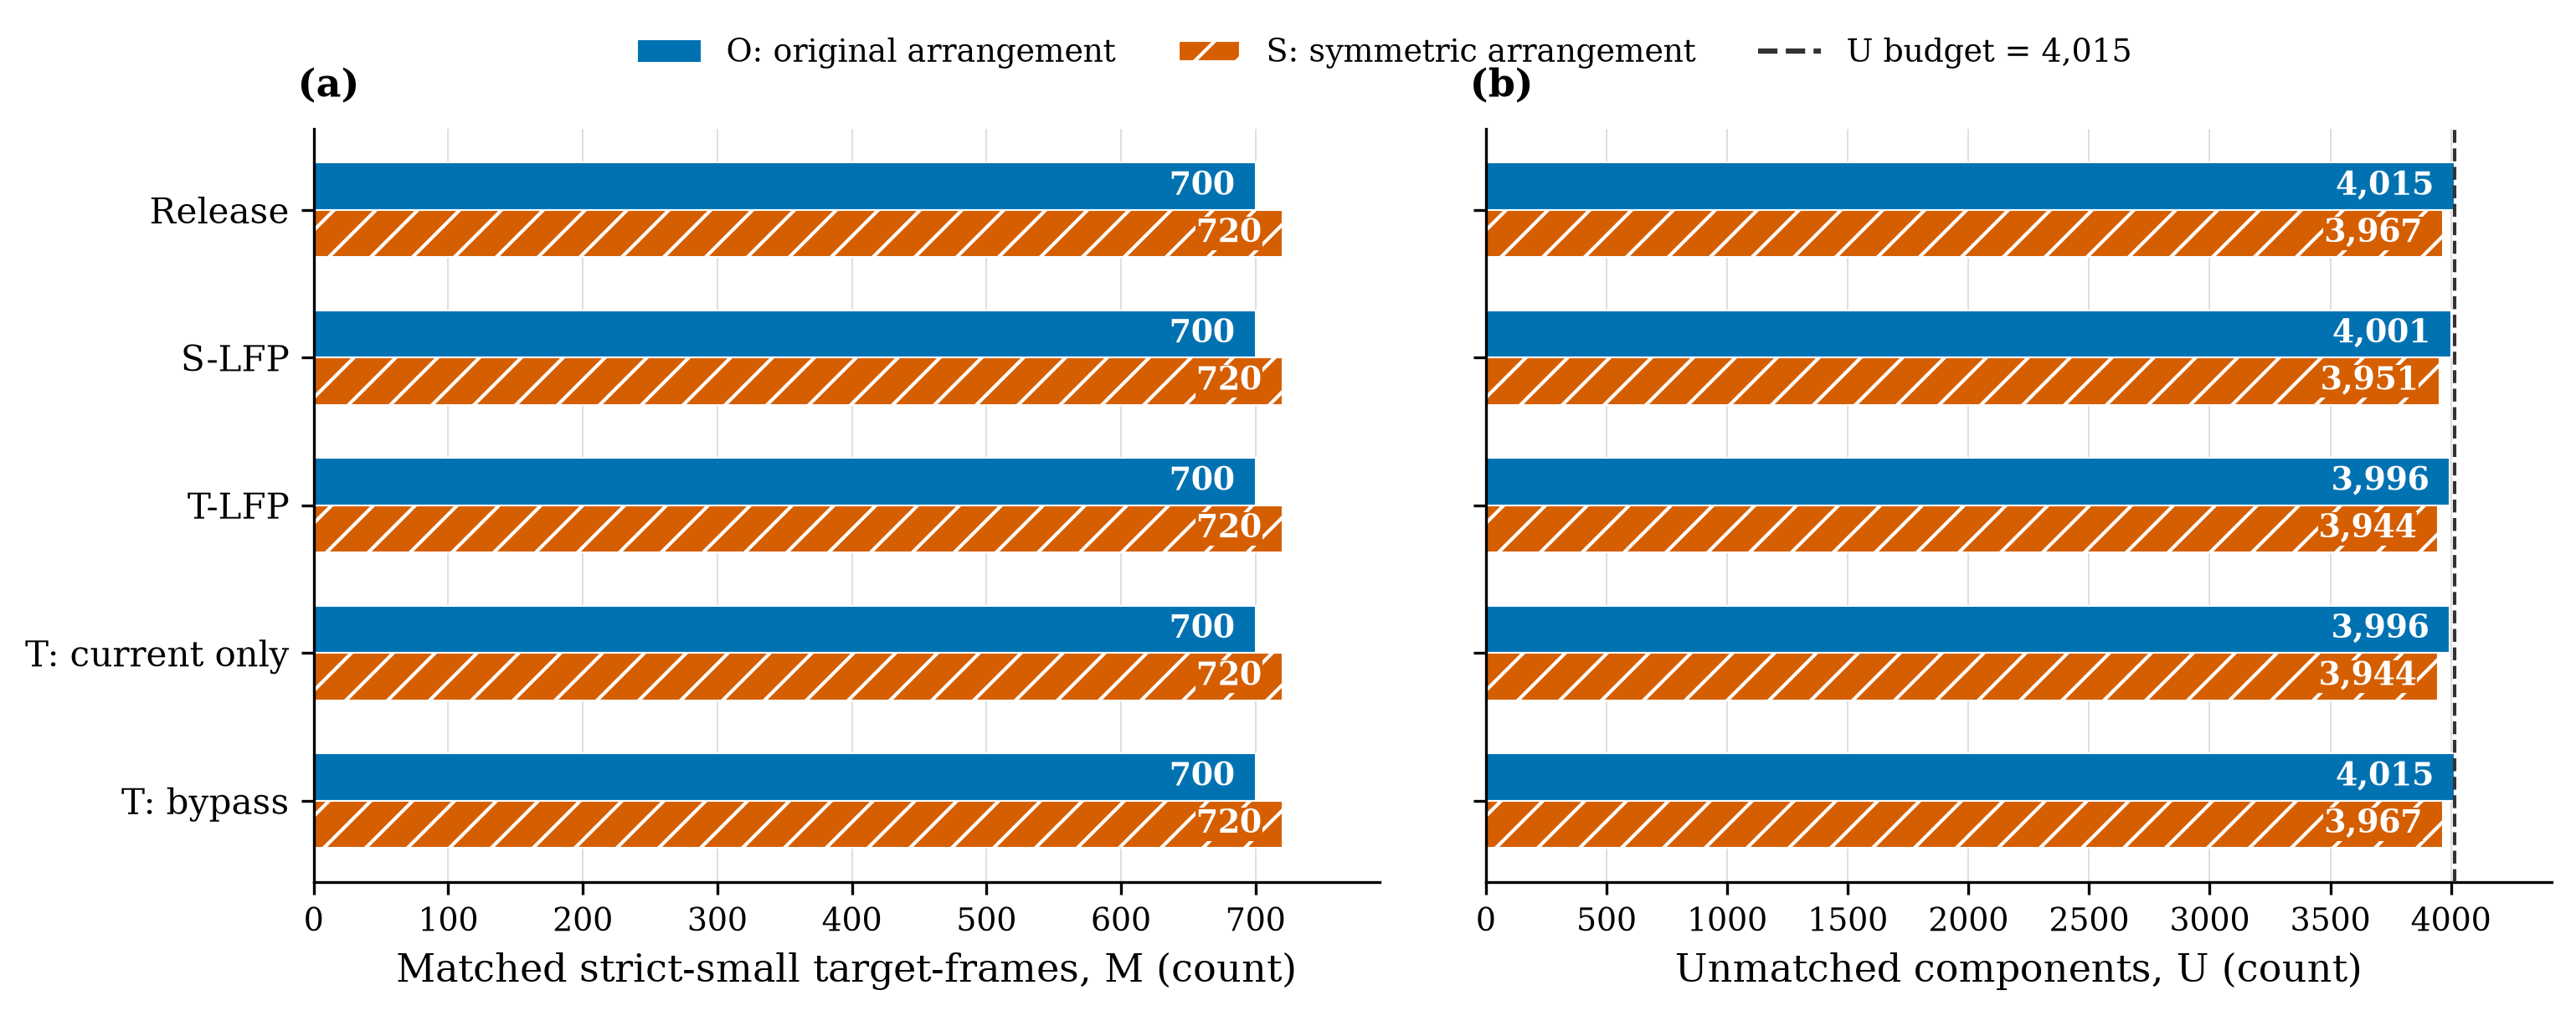 O: original arrangement
S: symmetric arrangement
U budget = 4,015
(a)
(b)
Release
700
720
S-LFP
700
720
T-LFP
700
720
T: current only
700
720
T: bypass
700
720
0 100 200 300 400 500 600 700
Matched strict-small target-frames, M (count)
4,015
3,967
4,001
3,951
3,996
3,944
3,996
3,944
4,015
3,967
0 500 1000 1500 2000 2500 3000 3500 4000
Unmatched components, U (count)